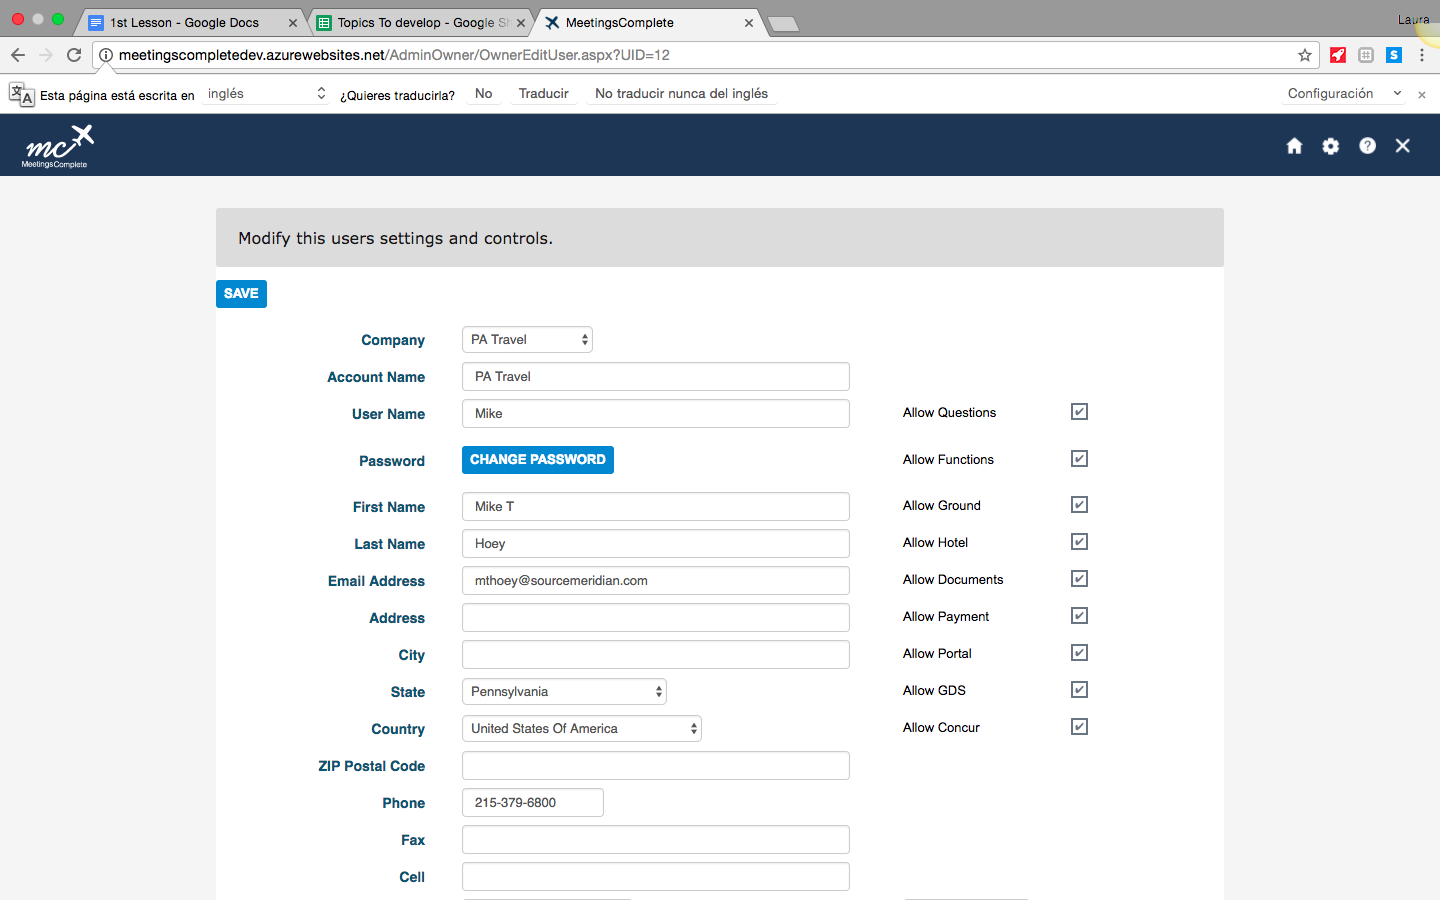 1st Lesson - Google Docs
Topics To develop - Google Sh
MeetingsComplete
Laura
meetingscompletedev.azurewebsites.net/AdminOwner/OwnerEditUser.aspx?UID=12
Esta página está escrita en inglés ¿Quieres traducirla? No Traducir No traducir nunca del inglés Configuración
mc
MeetingsComplete
Modify this users settings and controls.
SAVE
Company PA Travel
Account Name PA Travel
User Name Mike Allow Questions
Password CHANGE PASSWORD Allow Functions
First Name Mike T Allow Ground
Last Name Hoey Allow Hotel
Email Address mthoey@sourcemeridian.com Allow Documents
Address Allow Payment
City Allow Portal
State Pennsylvania Allow GDS
Country United States Of America Allow Concur
ZIP Postal Code
Phone 215-379-6800
Fax
Cell